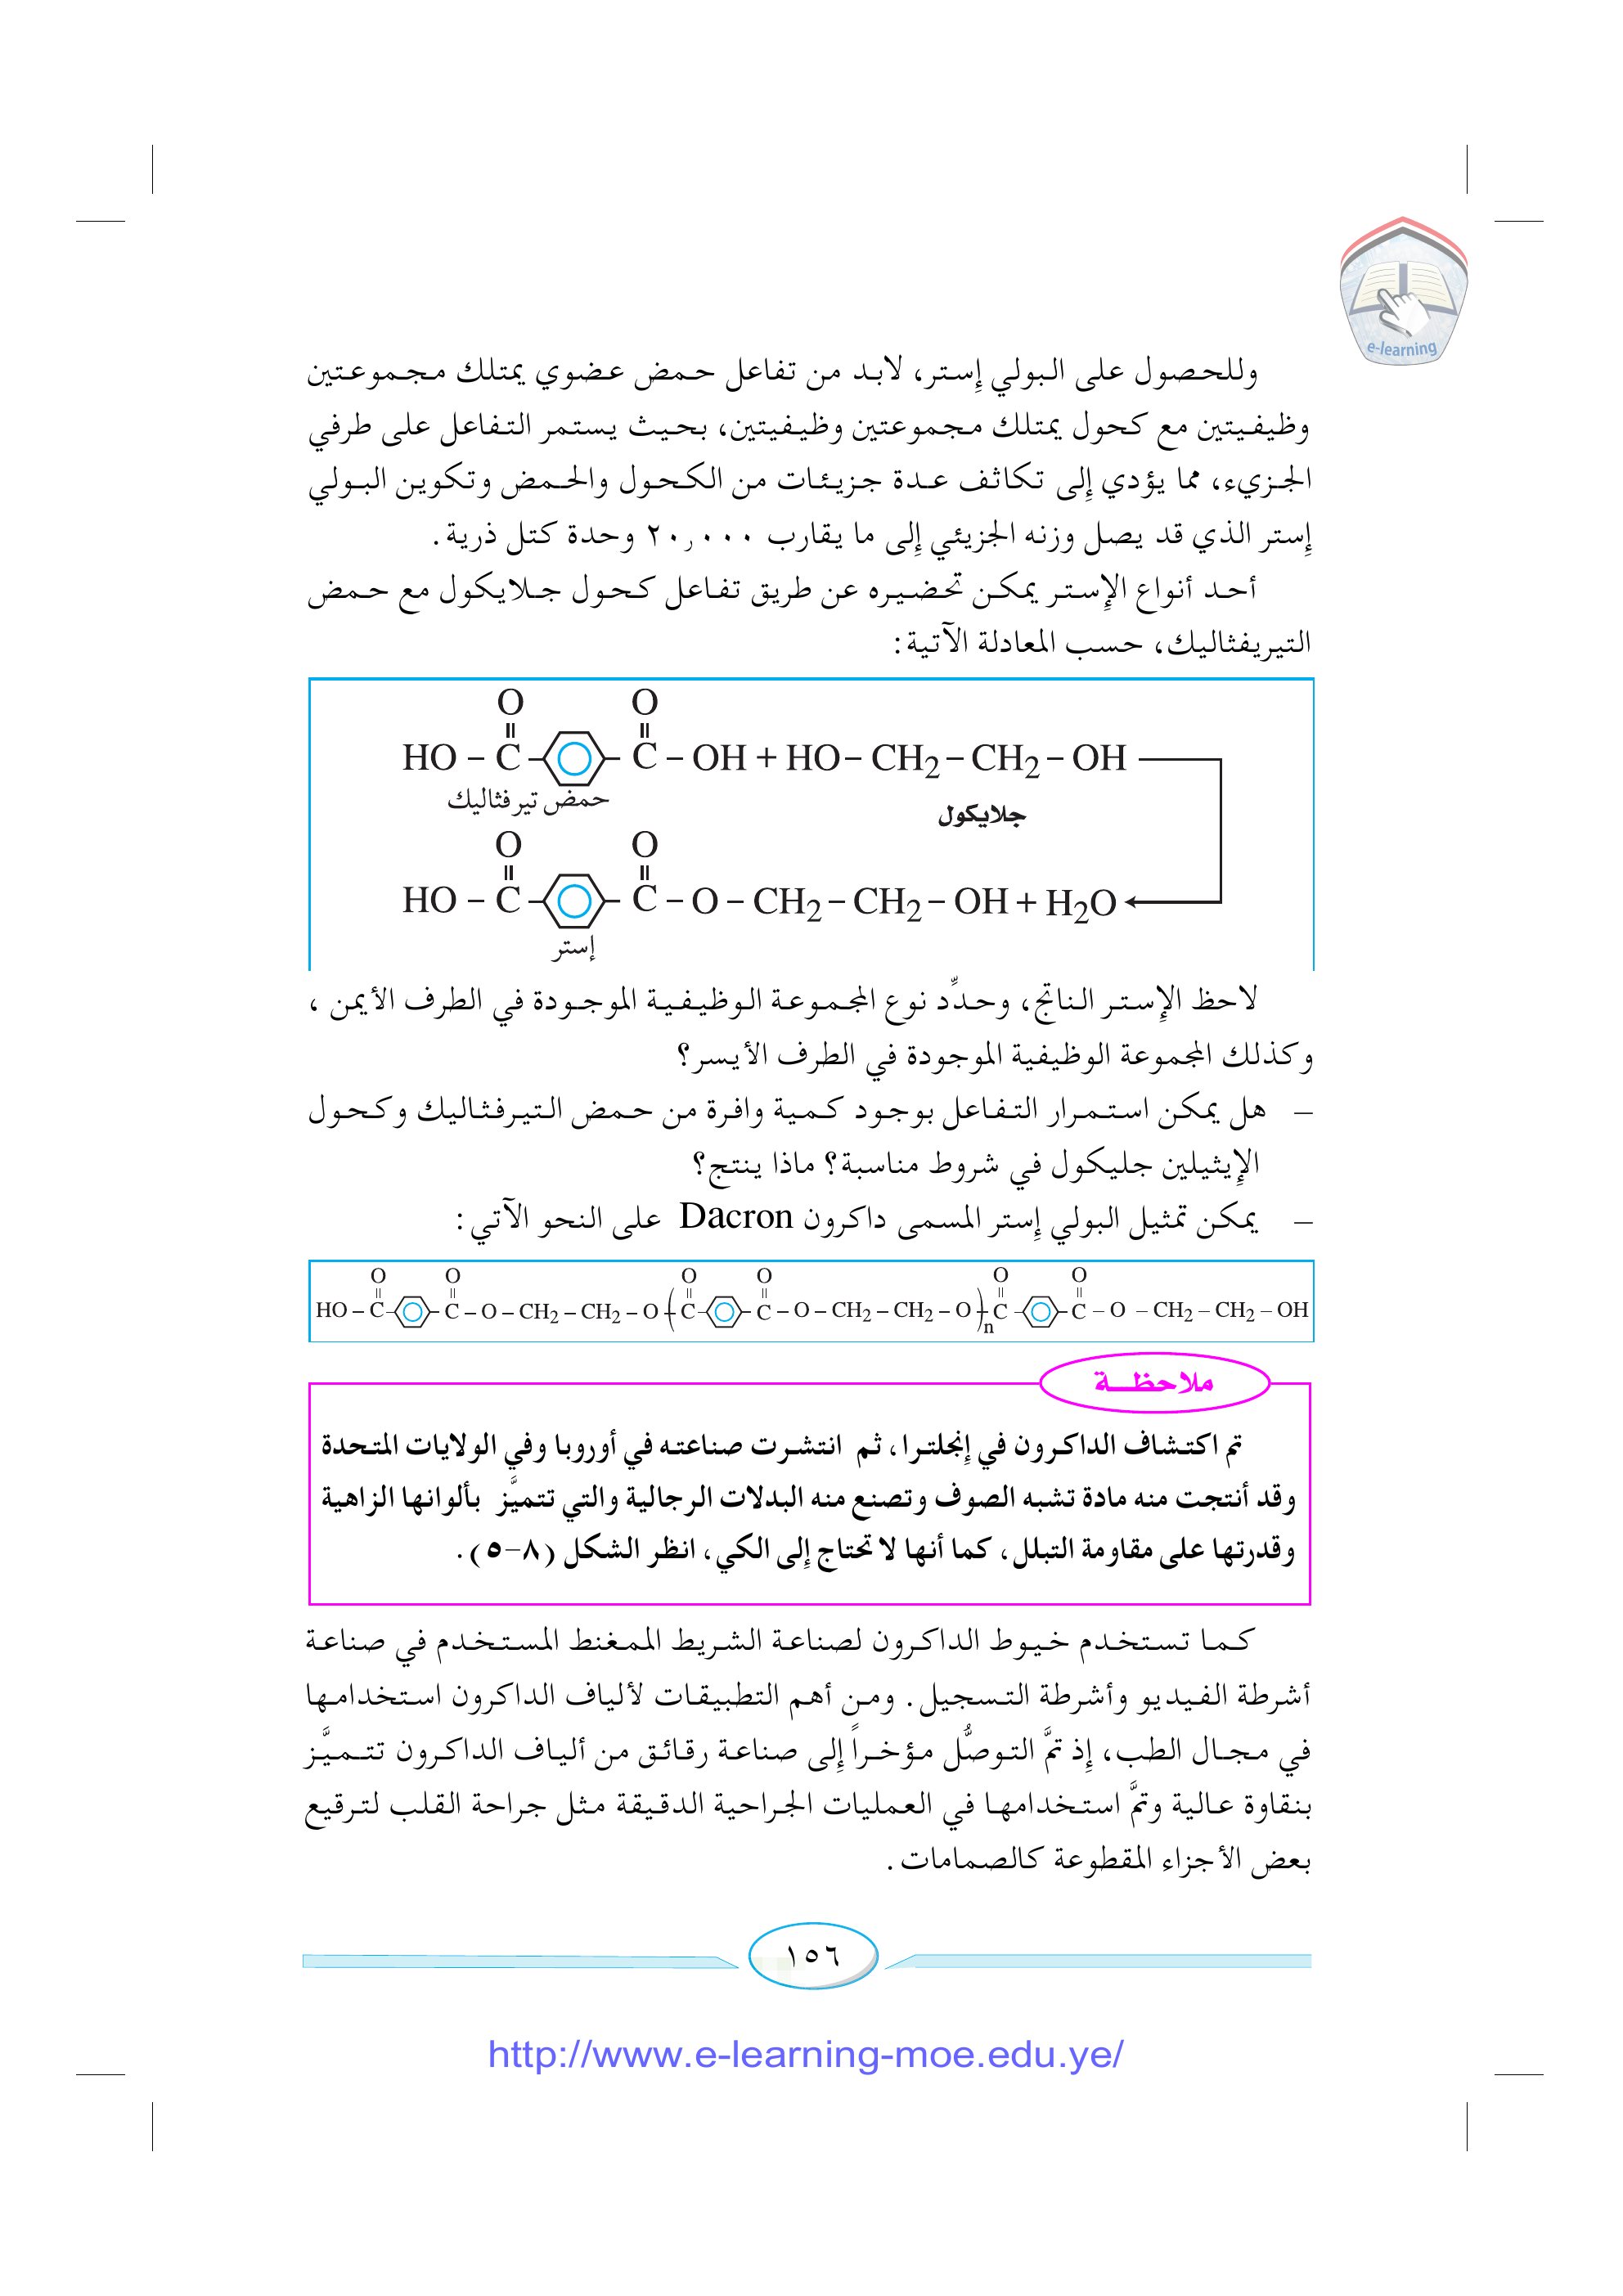 e-learning
وللحصول على البولي إستر، لابد من تفاعل حمض عضوي يمتلك مجموعتين
وظيفيتين مع كحول يمتلك مجموعتين وظيفيتين، بحيث يستمر التفاعل على طرفي
الجزيء، مما يؤدي إلى تكاثف عدة جزيئات من الكحول والحمض وتكوين البولي
إستر الذي قد يصل وزنه الجزيئي إلى ما يقارب ٢٠,٠٠٠ وحدة كتل ذرية.
أحد أنواع الإستر يمكن تحضيره عن طريق تفاعل كحول جلايكول مع حمض
التيريفثاليك، حسب المعادلة الآتية:
O O
HO – C – – C – OH + HO – CH2 – CH2 – OH
حمض تيرفثاليك
جلايكول
O O
HO – C – – C – O – CH2 – CH2 – OH + H2O
إستر
لاحظ الإستر الناتج، وحدِّد نوع المجموعة الوظيفية الموجودة في الطرف الأيمن ،
وكذلك المجموعة الوظيفية الموجودة في الطرف الأيسر؟
– هل يمكن استمرار التفاعل بوجود كمية وافرة من حمض التيرفثاليك وكحول
الإيثيلين جليكول في شروط مناسبة؟ ماذا ينتج؟
– يمكن تمثيل البولي إستر المسمى داكرون Dacron على النحو الآتي:
O O O O O O
HO – C – – C – O – CH2 – CH2 – O –( C – – C – O – CH2 – CH2 – O )n– C – – C – O – CH2 – CH2 – OH
ملاحظـــة
تم اكتشاف الداكرون في إنجلترا، ثم انتشرت صناعته في أوروبا وفي الولايات المتحدة
وقد أنتجت منه مادة تشبه الصوف وتصنع منه البدلات الرجالية والتي تتميَّز بألوانها الزاهية
وقدرتها على مقاومة التبلل، كما أنها لا تحتاج إلى الكي، انظر الشكل (٨-٥).
كما تستخدم خيوط الداكرون لصناعة الشريط الممغنط المستخدم في صناعة
أشرطة الفيديو وأشرطة التسجيل. ومن أهم التطبيقات لألياف الداكرون استخدامها
في مجال الطب، إذ تمَّ التوصُّل مؤخراً إلى صناعة رقائق من ألياف الداكرون تتميَّز
بنقاوة عالية وتمَّ استخدامها في العمليات الجراحية الدقيقة مثل جراحة القلب لترقيع
بعض الأجزاء المقطوعة كالصمامات.
١٥٦
http://www.e-learning-moe.edu.ye/